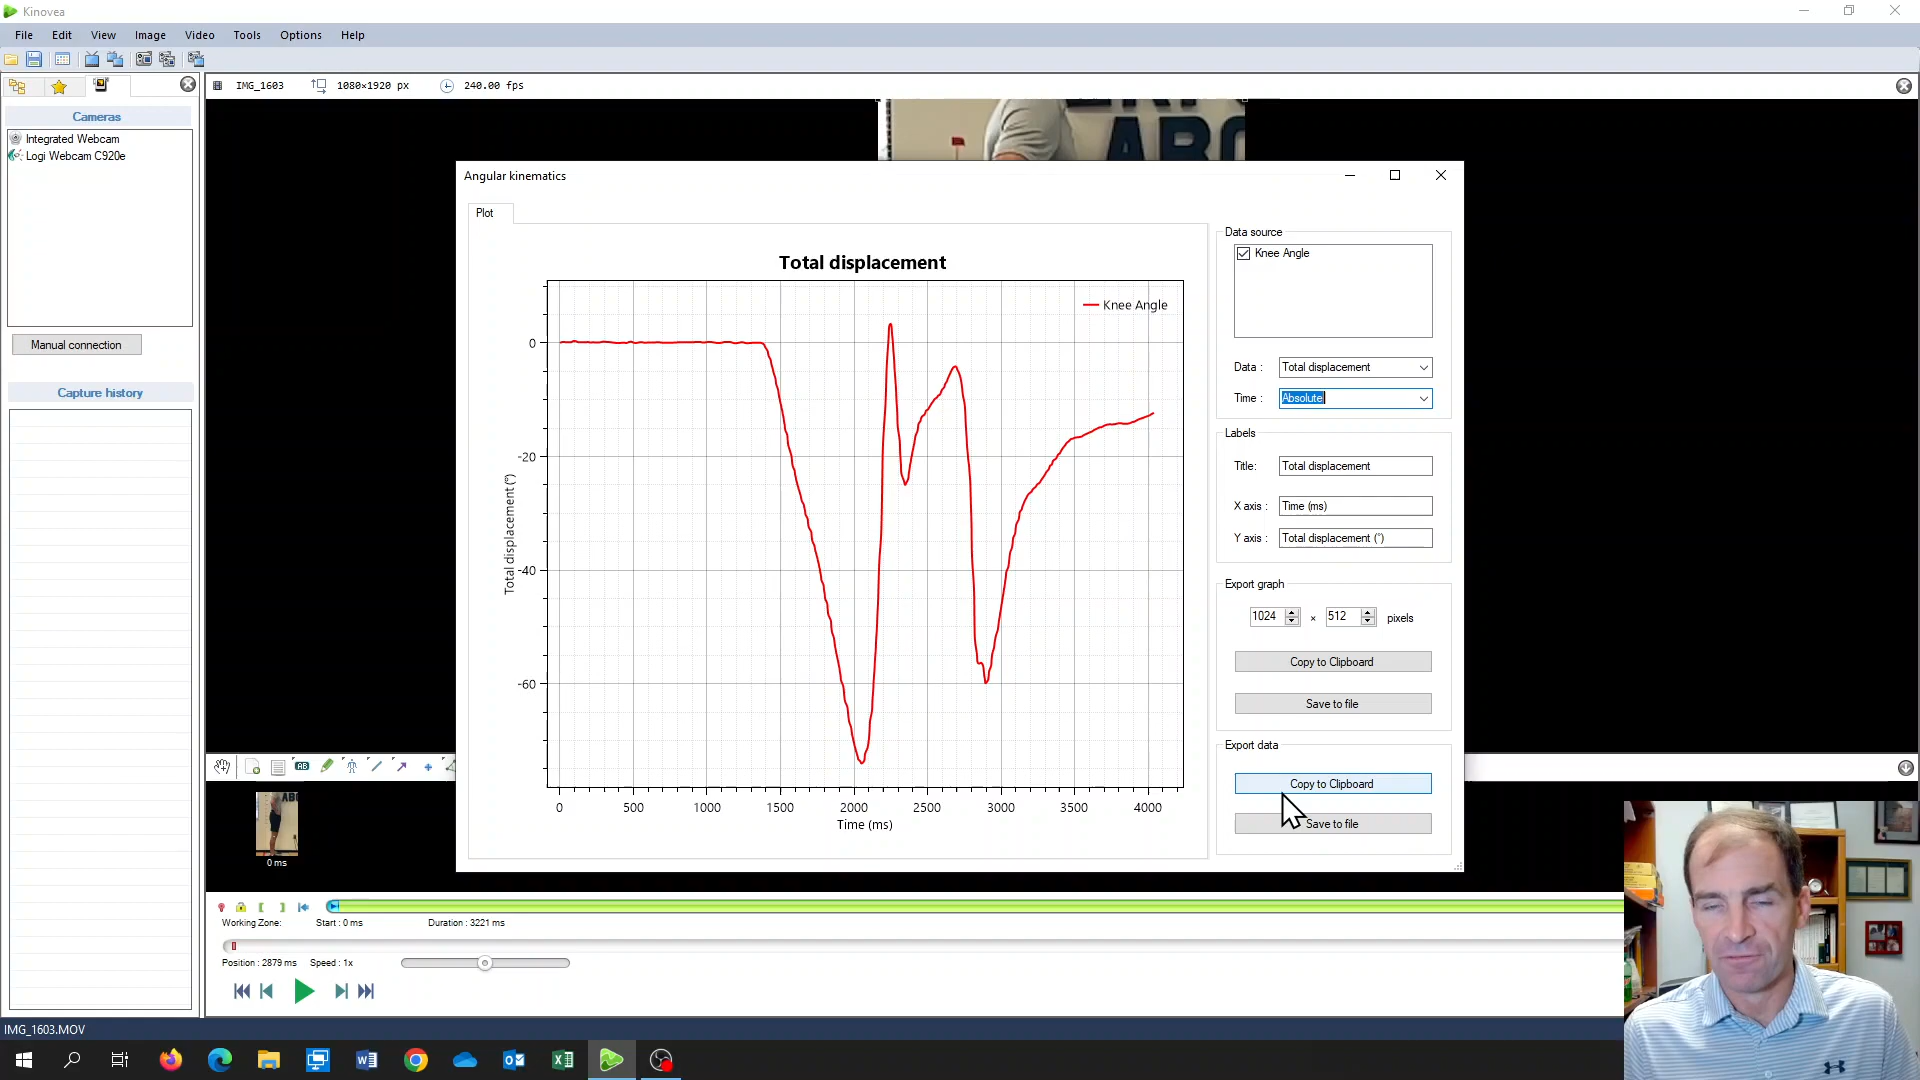 Kinovea
File Edit View Image Video Tools Options Help
IMG_1603 1080×1920 px 240.00 fps
Cameras
Integrated Webcam
Logi Webcam C920e
Manual connection
Capture history
ABC
Angular kinematics
Plot
Total displacement
Knee Angle
0
-20
-40
-60
Total displacement (°)
0 500 1000 1500 2000 2500 3000 3500 4000
Time (ms)
Data source
Knee Angle
Data : Total displacement
Time : Absolute
Labels
Title: Total displacement
X axis : Time (ms)
Y axis : Total displacement (°)
Export graph
1024 × 512 pixels
Copy to Clipboard
Save to file
Export data
Copy to Clipboard
Save to file
AB
0 ms
Working Zone: Start : 0 ms Duration : 3221 ms
Position : 2879 ms Speed : 1x
IMG_1603.MOV